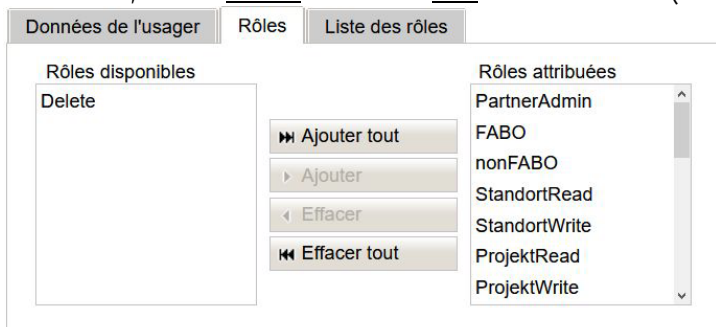 Données de l'usager Rôles Liste des rôles
Rôles disponibles
Delete
Ajouter tout
Ajouter
Effacer
Effacer tout
Rôles attribuées
PartnerAdmin
FABO
nonFABO
StandortRead
StandortWrite
ProjektRead
ProjektWrite